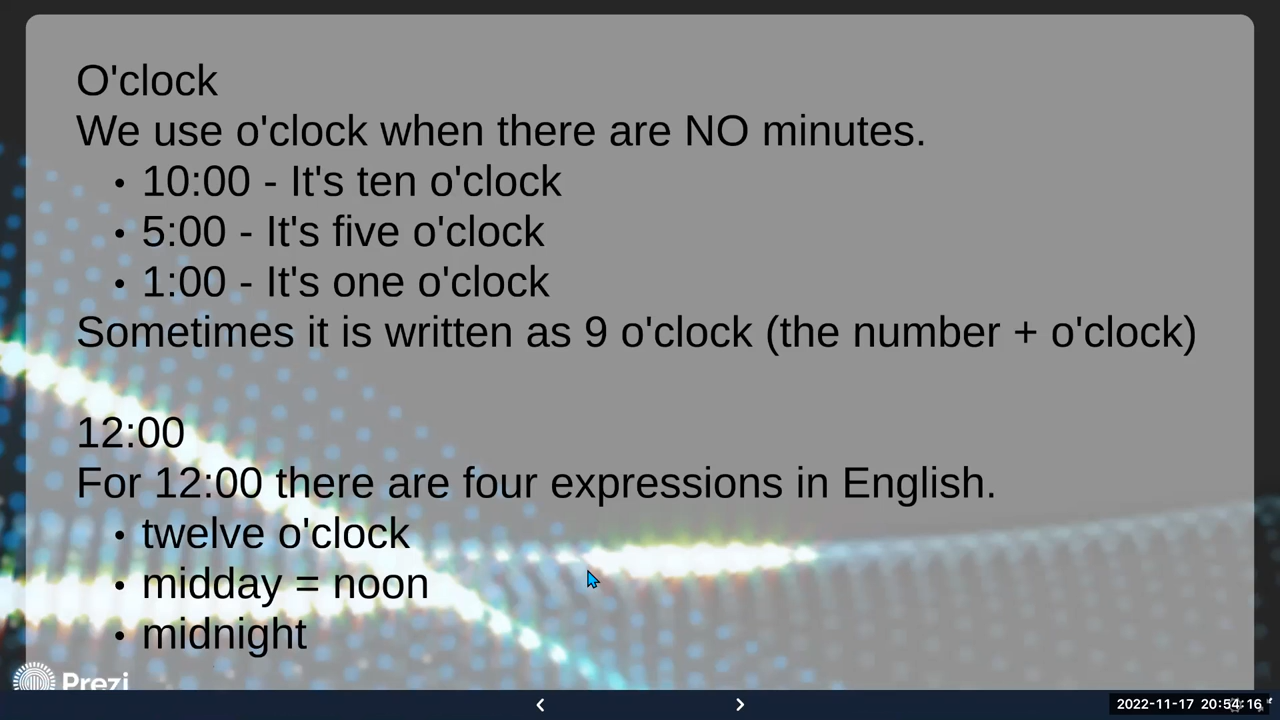 O'clock
We use o'clock when there are NO minutes.
• 10:00 - It's ten o'clock
• 5:00 - It's five o'clock
• 1:00 - It's one o'clock
Sometimes it is written as 9 o'clock (the number + o'clock)
12:00
For 12:00 there are four expressions in English.
• twelve o'clock
• midday = noon
• midnight
Prezi
2022-11-17 20:54:16